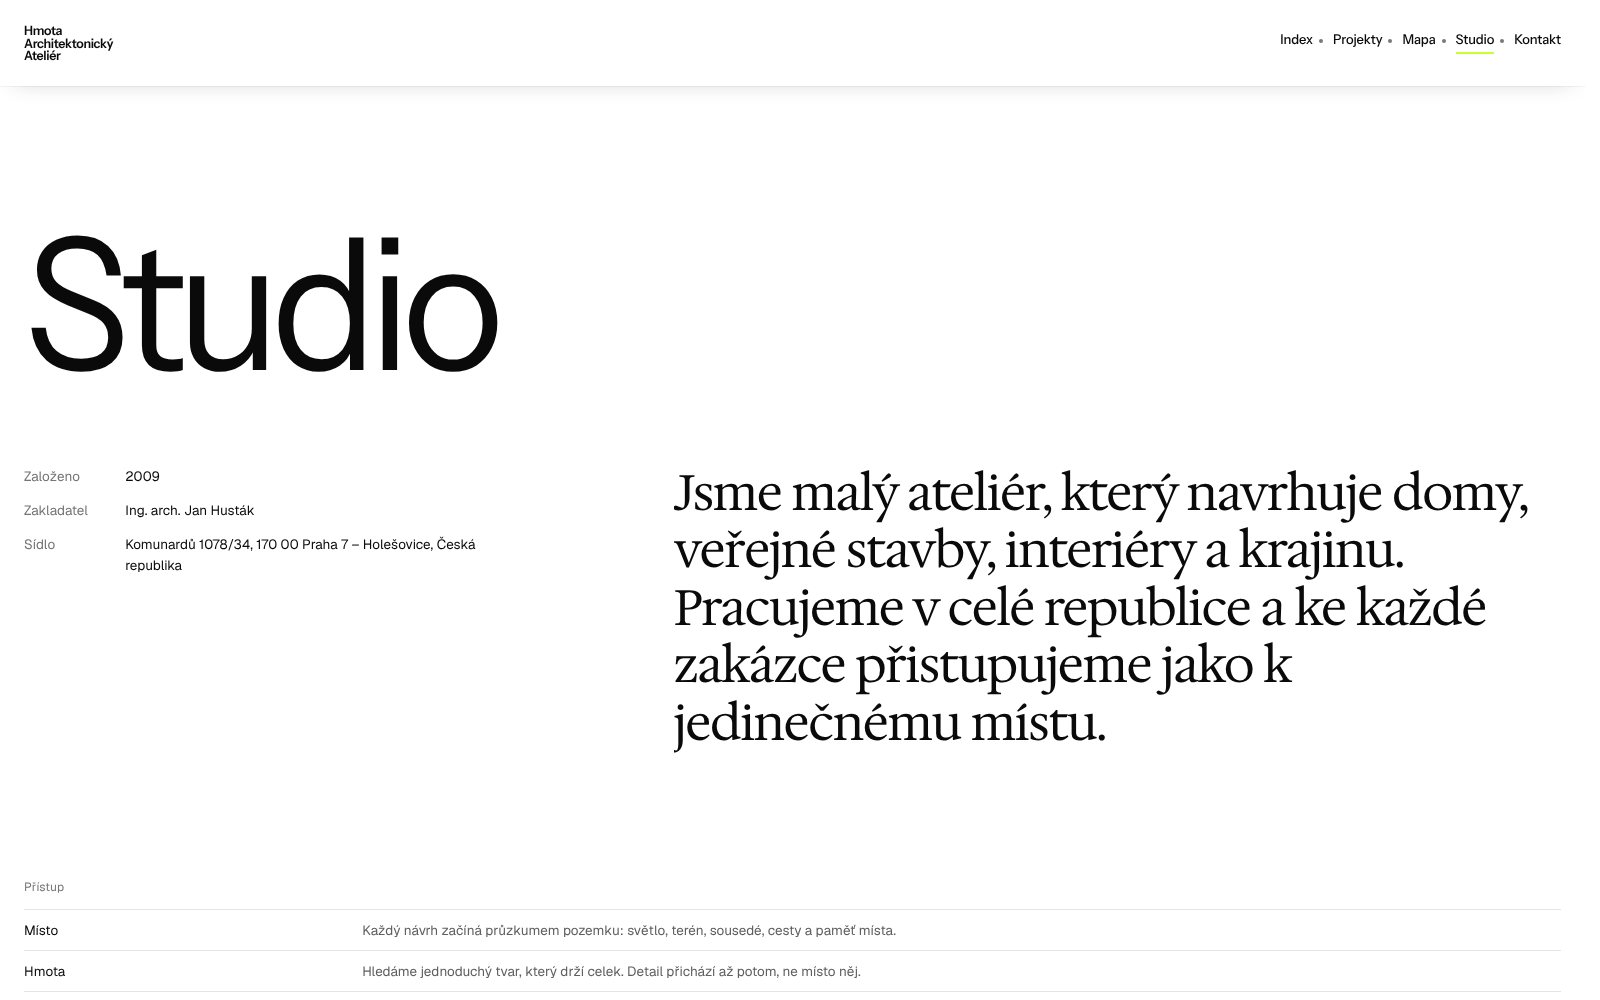 Hmota
Architektonický
Ateliér
Index • Projekty • Mapa • Studio • Kontakt
Studio
Založeno 2009
Zakladatel Ing. arch. Jan Husták
Sídlo Komunardů 1078/34, 170 00 Praha 7 – Holešovice, Česká
republika
Jsme malý ateliér, který navrhuje domy,
veřejné stavby, interiéry a krajinu.
Pracujeme v celé republice a ke každé
zakázce přistupujeme jako k
jedinečnému místu.
Přístup
Místo Každý návrh začíná průzkumem pozemku: světlo, terén, sousedé, cesty a paměť místa.
Hmota Hledáme jednoduchý tvar, který drží celek. Detail přichází až potom, ne místo něj.